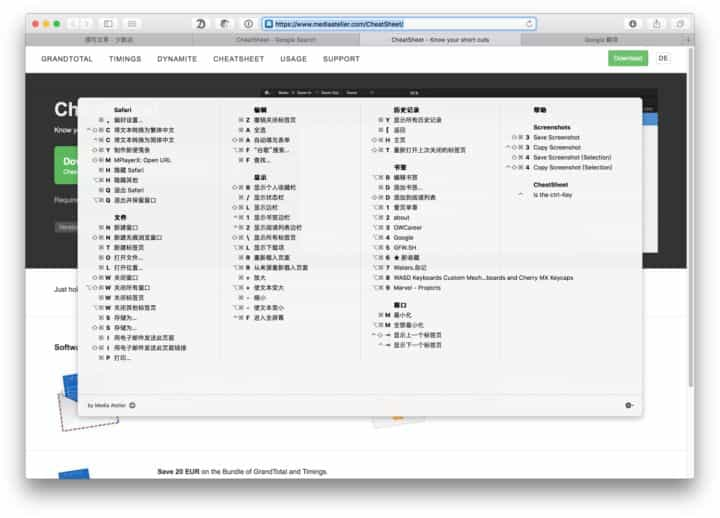 https://www.mediaatelier.com/CheatSheet/
CheatSheet - Google Search
CheatSheet - Know your short cuts
Google 翻译
GRANDTOTAL TIMINGS DYNAMITE CHEATSHEET USAGE SUPPORT
Download
DE
Safari
⌘ , 偏好设置...
C 将文本转换为繁体中文
C 将文本转换为简体中文
⇧⌘ Y 制作新便笺条
⇧⌘ M MPlayerX: Open URL
⌘ H 隐藏 Safari
⌥⌘ H 隐藏其他
⌥⌘ Q 退出并保留窗口
文件
⌘ N 新建窗口
⇧⌘ N 新建无痕浏览窗口
⌘ T 新建标签页
⌘ O 打开文件...
⌘ L 打开位置...
⇧⌘ W 关闭窗口
⌥⇧⌘ W 关闭所有窗口
⌘ W 关闭标签页
⌥⌘ W 关闭其他标签页
⌘ S 存储为...
⇧⌘ S 存储为...
⌘ I 用电子邮件发送此页面
⇧⌘ I 用电子邮件发送此页面链接
⌘ P 打印...
编辑
⌘ Z 撤销关闭标签页
⌘ A 全选
⇧⌘ A 自动填充表单
⌥⌘ F "谷歌"搜索...
⌘ F 查找...
显示
⇧⌘ B 显示个人收藏栏
⌘ / 显示状态栏
⇧⌘ L 显示边栏
^⌘ 1 显示书签边栏
^⌘ 2 显示阅读列表边栏
⇧⌘ \ 显示所有标签页
⌥⌘ L 显示下载项
⌘ R 重新载入页面
⌥⌘ R 从来源重新载入页面
⌘ + 放大
⌥⌘ + 使文本变大
⌘ - 缩小
⌥⌘ - 使文本变小
^⌘ F 进入全屏幕
历史记录
⌘ Y 显示所有历史记录
⌘ [ 返回
⇧⌘ H 主页
⇧⌘ T 重新打开上次关闭的标签页
书签
⌥⌘ B 编辑书签
⌘ D 添加书签...
⇧⌘ D 添加到阅读列表
⌥⌘ 2 about
⌥⌘ 3 GWCareer
⌥⌘ 4 Google
⌥⌘ 5 GFW.SH
⌥⌘ 6 ★ 新收藏
⌥⌘ 8 WASD Keyboards Custom Mech...boards and Cherry MX Keycaps
⌥⌘ 9 Marvel - Projects
窗口
⌘ M 最小化
⌥⌘ M 全部最小化
^⇧ ⇥ 显示上一个标签页
^ ⇥ 显示下一个标签页
帮助
Screenshots
⇧⌘ 3 Save Screenshot
^⇧⌘ 3 Copy Screenshot
⇧⌘ 4 Save Screenshot (Selection)
^⇧⌘ 4 Copy Screenshot (Selection)
CheatSheet
^ is the ctrl-Key
by Media Atelier
Save 20 EUR on the Bundle of GrandTotal and Timings.